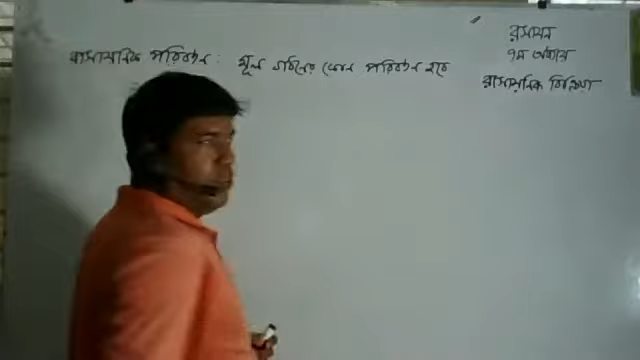 রসায়ন
৭ম অধ্যায়
রাসায়নিক বিক্রিয়া
রাসায়নিক পরিবর্তন : মূল গঠনের কোন পরিবর্তন হবে